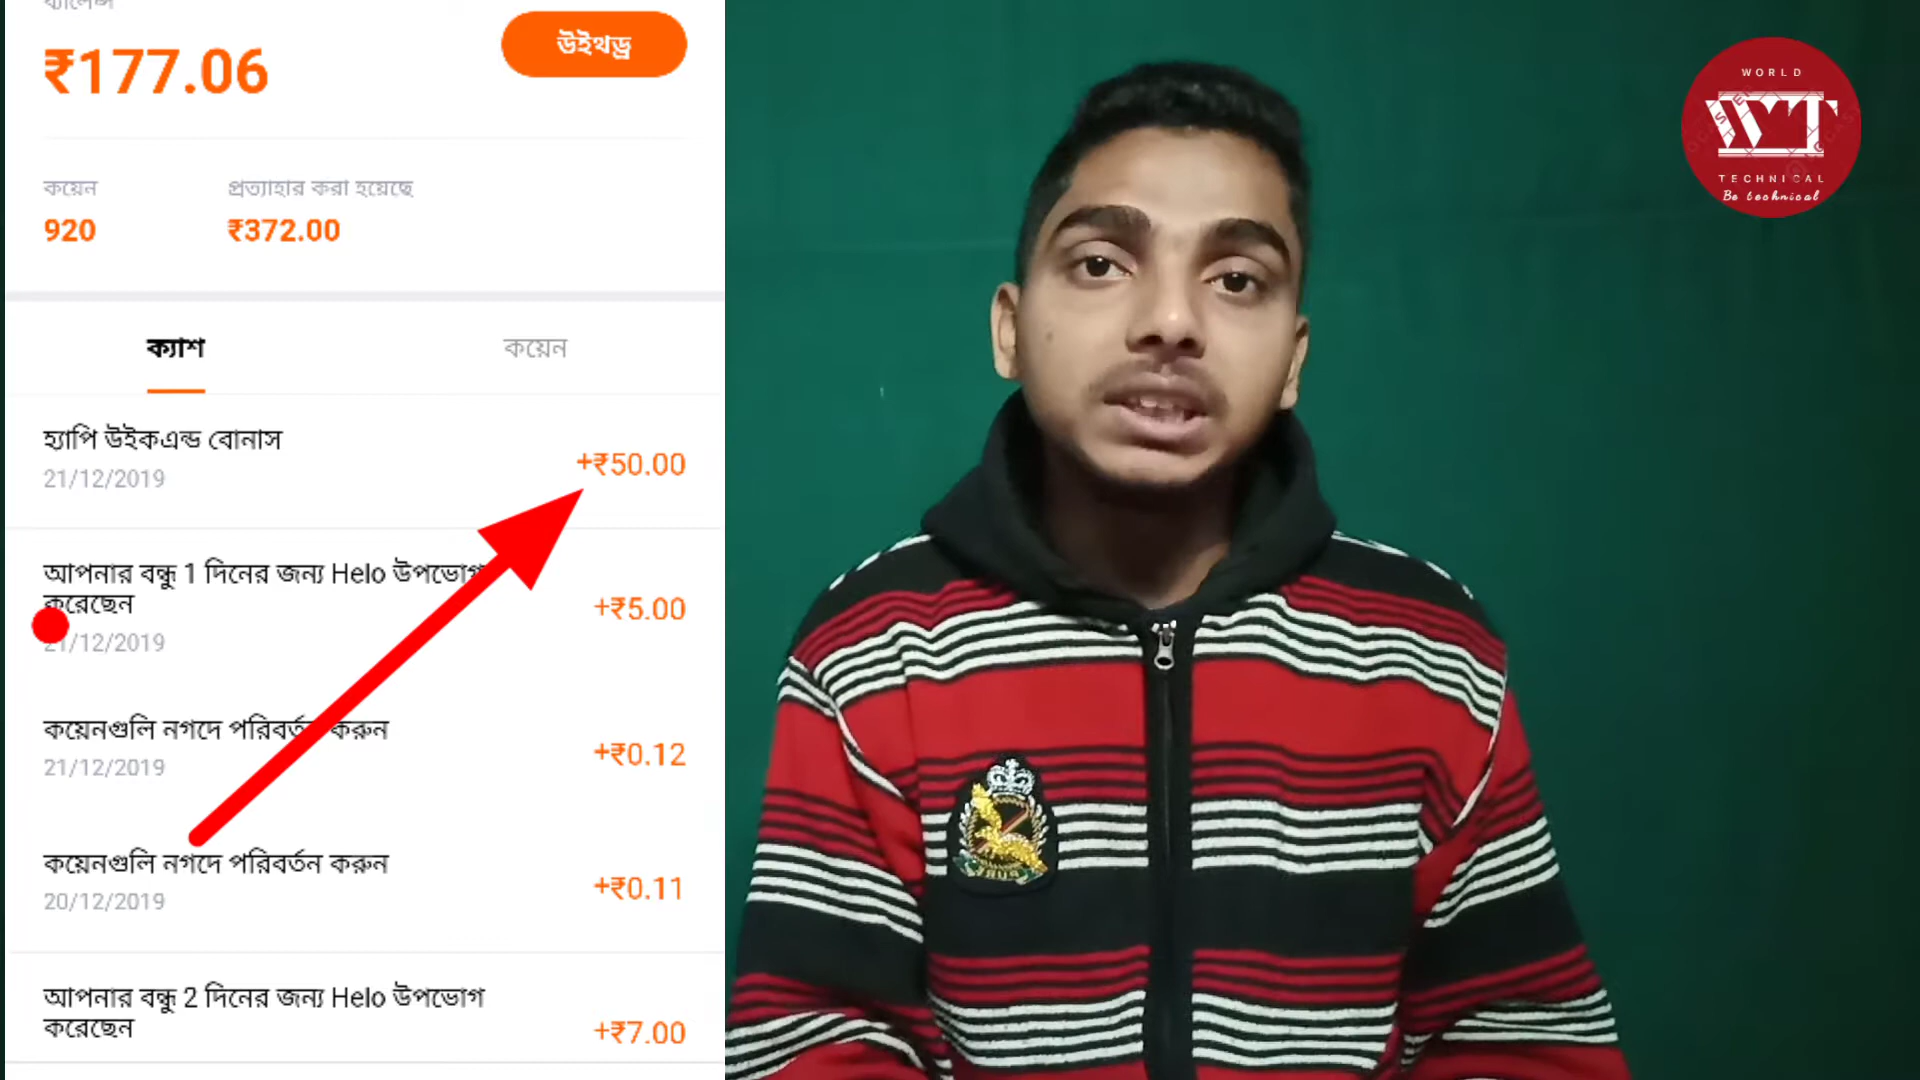 ব্যালেন্স
₹177.06
উইথড্র
কয়েন
প্রত্যাহার করা হয়েছে
920
₹372.00
ক্যাশ
কয়েন
হ্যাপি উইকএন্ড বোনাস
21/12/2019
+₹50.00
আপনার বন্ধু 1 দিনের জন্য Helo উপভোগ
করেছেন
21/12/2019
+₹5.00
কয়েনগুলি নগদে পরিবর্তন করুন
21/12/2019
+₹0.12
কয়েনগুলি নগদে পরিবর্তন করুন
20/12/2019
+₹0.11
আপনার বন্ধু 2 দিনের জন্য Helo উপভোগ
করেছেন
+₹7.00
WORLD
WT
TECHNICAL
Be technical